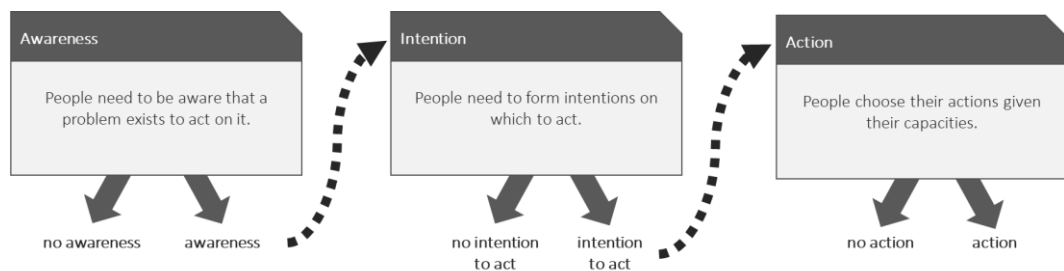 Awareness
People need to be aware that a
problem exists to act on it.
no awareness
awareness
Intention
People need to form intentions on
which to act.
no intention
to act
intention
to act
Action
People choose their actions given
their capacities.
no action
action